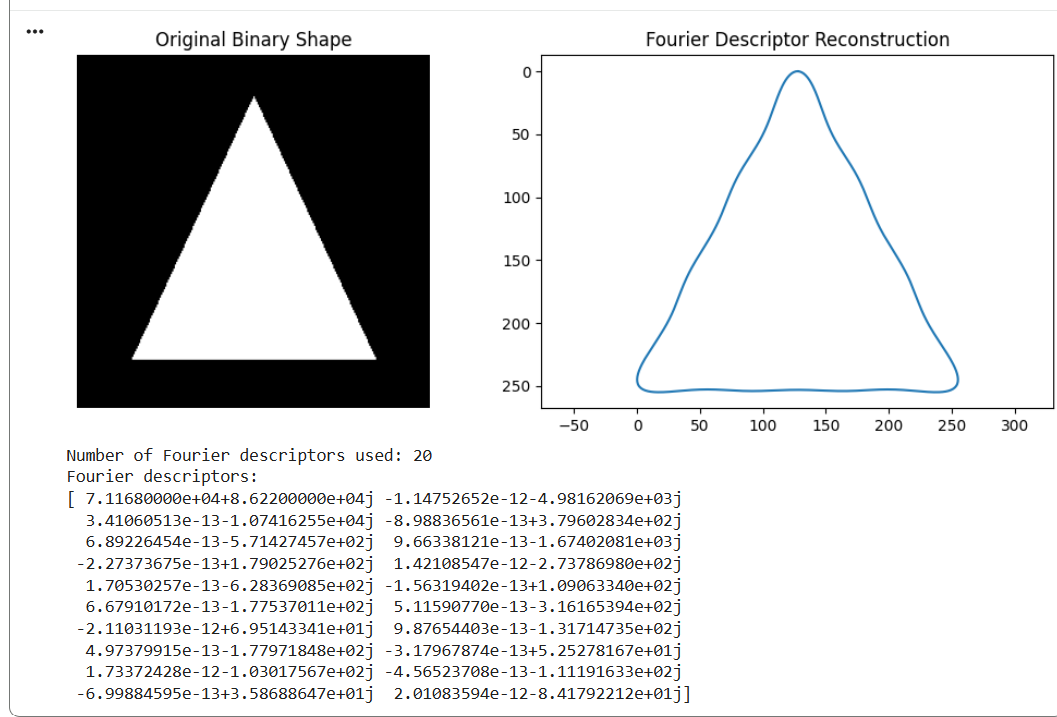 •••
Original Binary Shape
Fourier Descriptor Reconstruction
0
50
100
150
200
250
−50 0 50 100 150 200 250 300
Number of Fourier descriptors used: 20
Fourier descriptors:
[ 7.11680000e+04+8.62200000e+04j -1.14752652e-12-4.98162069e+03j
3.41060513e-13-1.07416255e+04j -8.98836561e-13+3.79602834e+02j
6.89226454e-13-5.71427457e+02j 9.66338121e-13-1.67402081e+03j
-2.27373675e-13+1.79025276e+02j 1.42108547e-12-2.73786980e+02j
1.70530257e-13-6.28369085e+02j -1.56319402e-13+1.09063340e+02j
6.67910172e-13-1.77537011e+02j 5.11590770e-13-3.16165394e+02j
-2.11031193e-12+6.95143341e+01j 9.87654403e-13-1.31714735e+02j
4.97379915e-13-1.77971848e+02j -3.17967874e-13+5.25278167e+01j
1.73372428e-12-1.03017567e+02j -4.56523708e-13-1.11191633e+02j
-6.99884595e-13+3.58688647e+01j 2.01083594e-12-8.41792212e+01j]